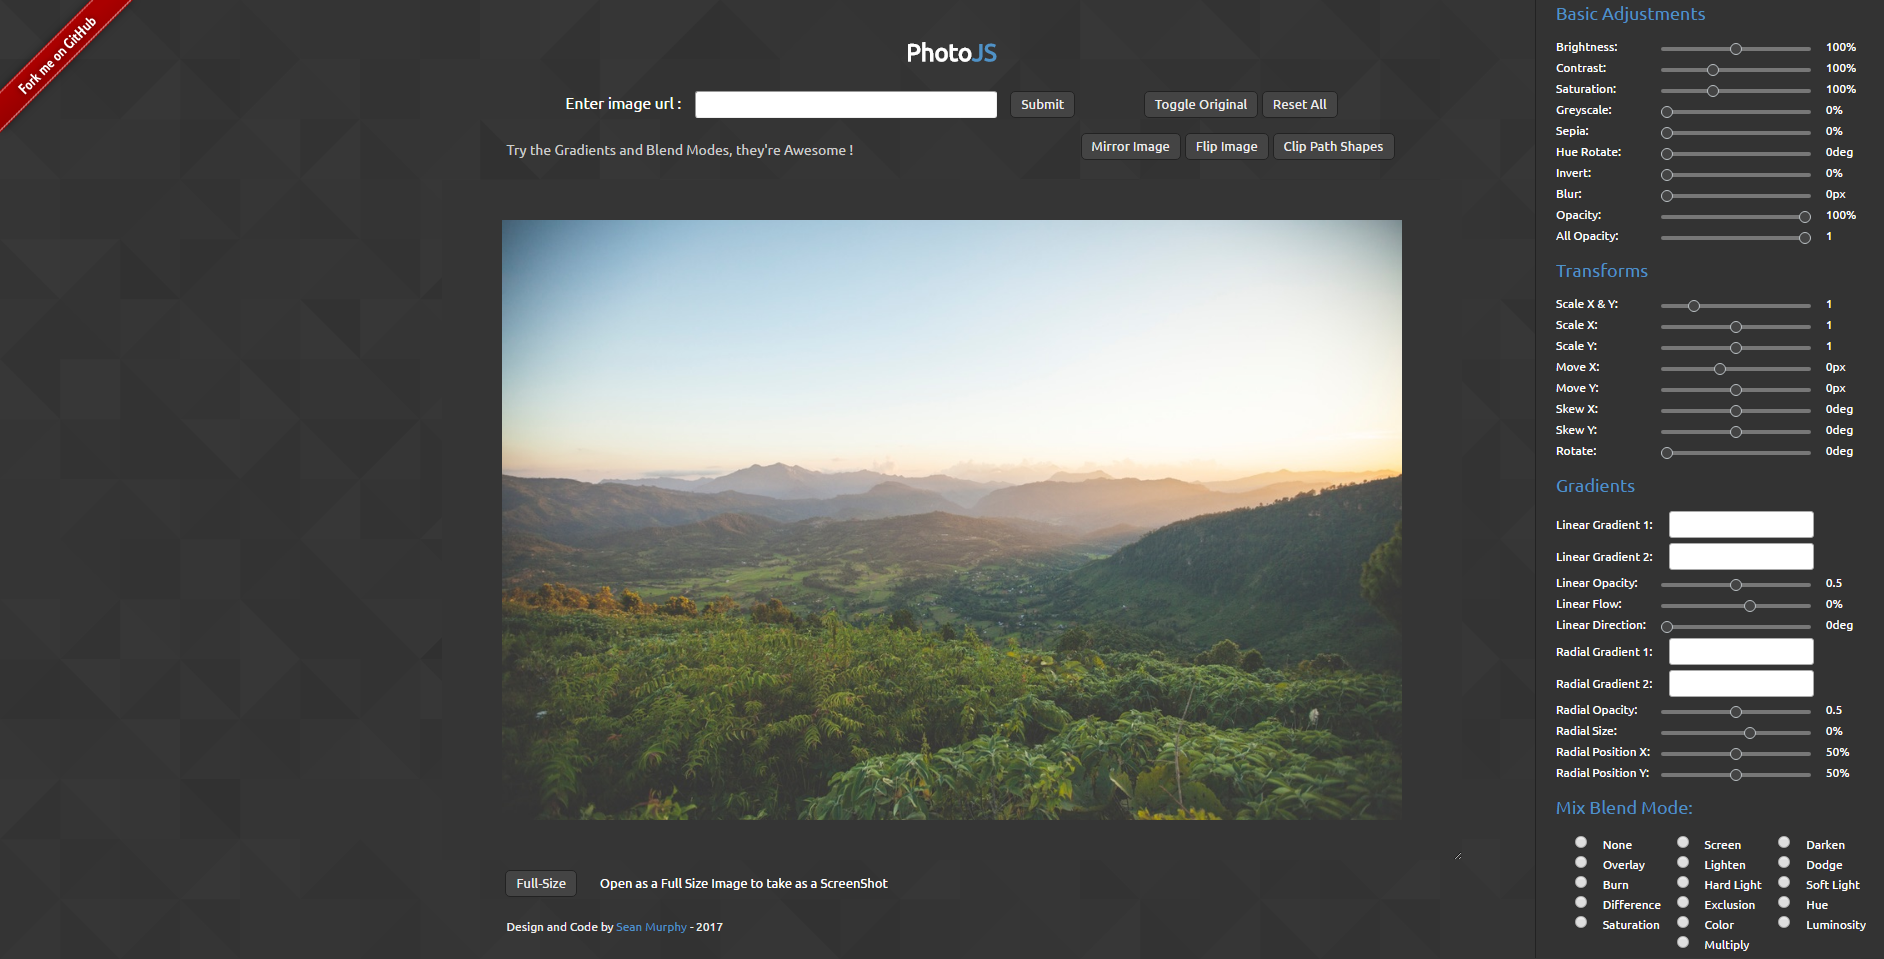 Fork me on GitHub
PhotoJS
Enter image url :
Submit
Toggle Original
Reset All
Try the Gradients and Blend Modes, they're Awesome !
Mirror Image
Flip Image
Clip Path Shapes
Full-Size
Open as a Full Size Image to take as a ScreenShot
Design and Code by Sean Murphy - 2017
Basic Adjustments
Brightness: 100%
Contrast: 100%
Saturation: 100%
Greyscale: 0%
Sepia: 0%
Hue Rotate: 0deg
Invert: 0%
Blur: 0px
Opacity: 100%
All Opacity: 1
Transforms
Scale X & Y: 1
Scale X: 1
Scale Y: 1
Move X: 0px
Move Y: 0px
Skew X: 0deg
Skew Y: 0deg
Rotate: 0deg
Gradients
Linear Gradient 1:
Linear Gradient 2:
Linear Opacity: 0.5
Linear Flow: 0%
Linear Direction: 0deg
Radial Gradient 1:
Radial Gradient 2:
Radial Opacity: 0.5
Radial Size: 0%
Radial Position X: 50%
Radial Position Y: 50%
Mix Blend Mode:
None Screen Darken
Overlay Lighten Dodge
Burn Hard Light Soft Light
Difference Exclusion Hue
Saturation Color Luminosity
Multiply